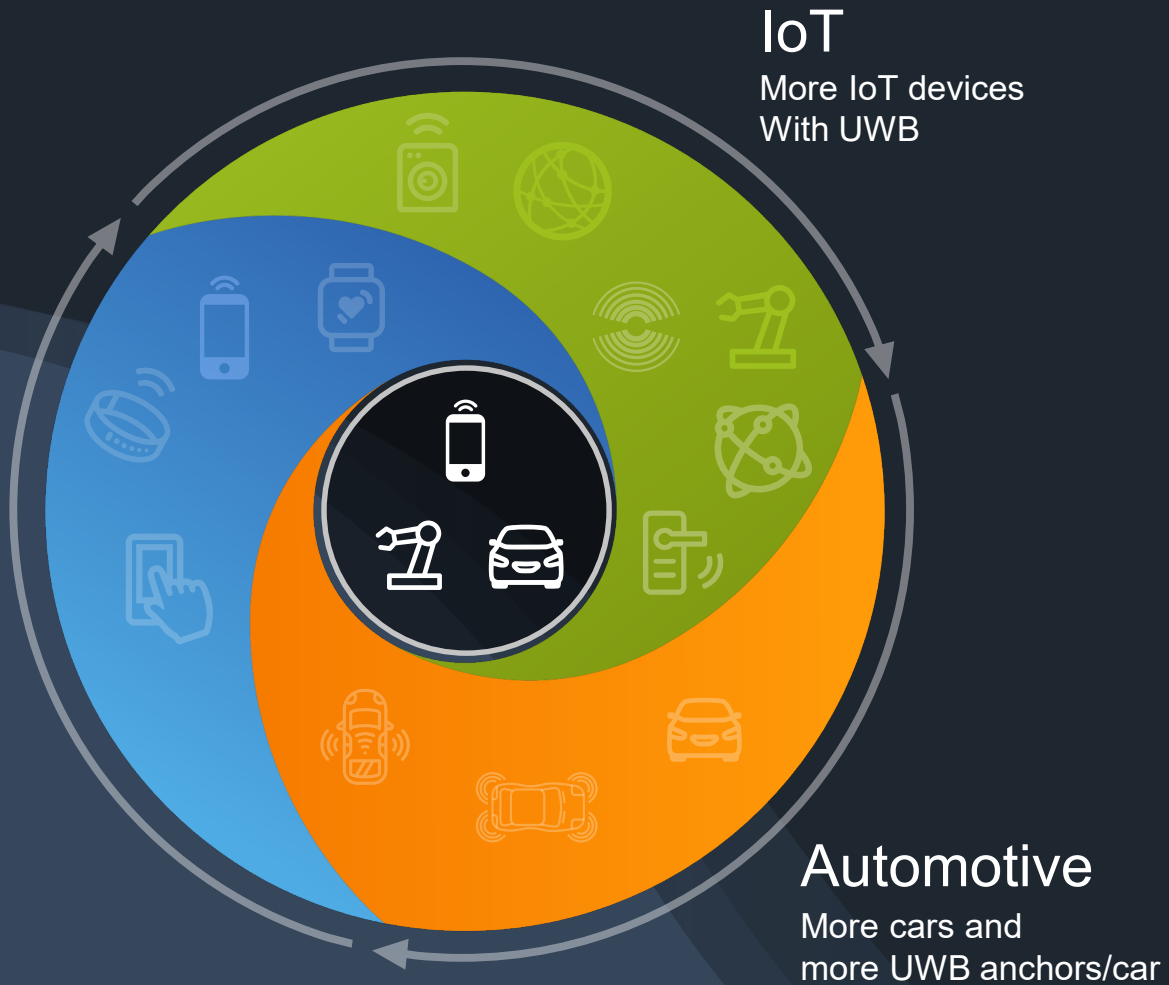 IoT
More IoT devices
With UWB
Automotive
More cars and
more UWB anchors/car